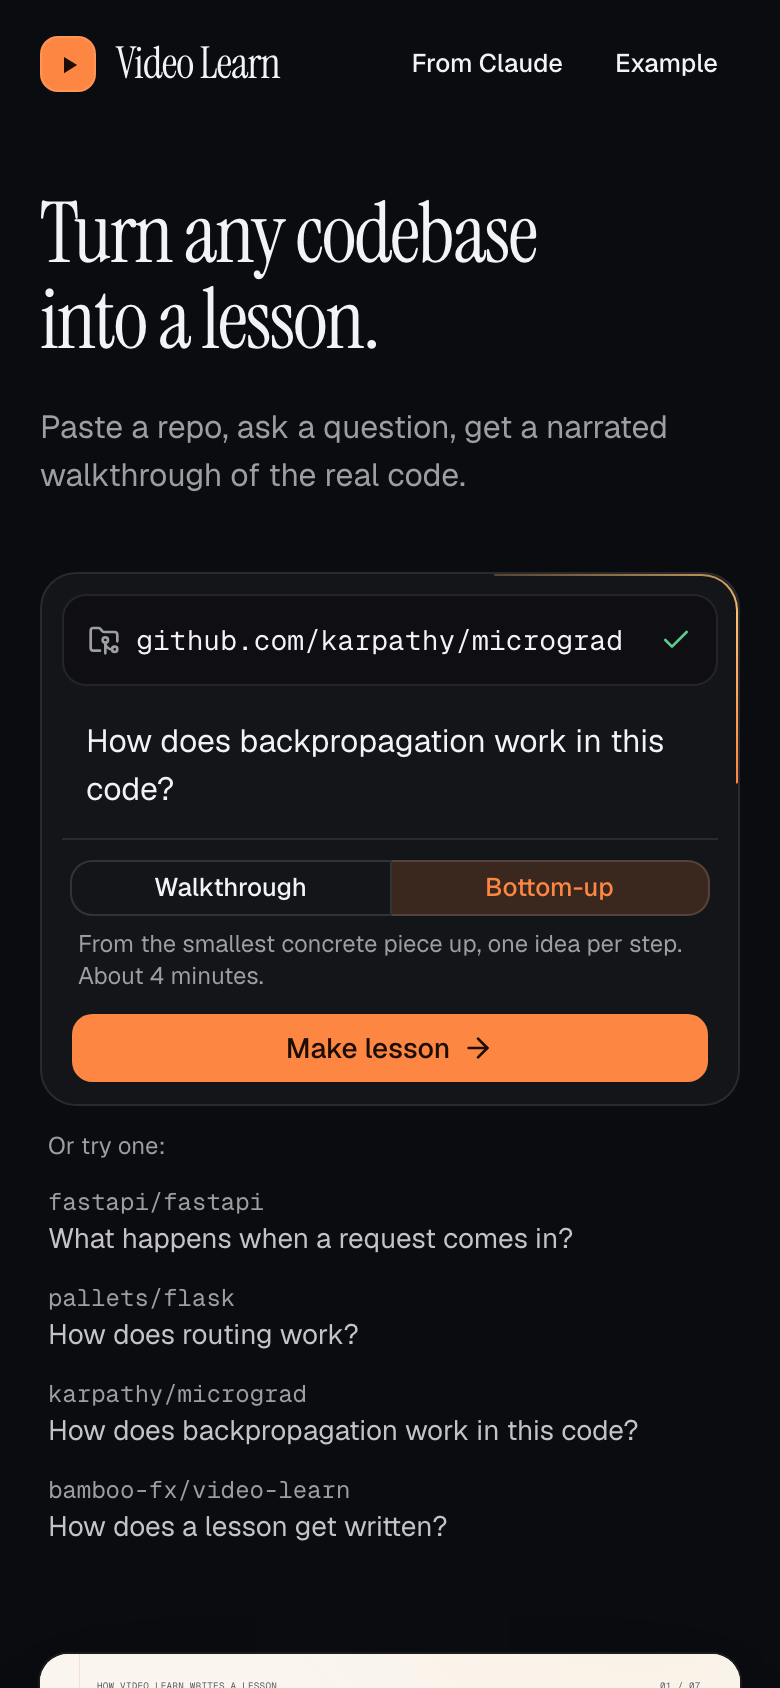 Video Learn
From Claude
Example
Turn any codebase
into a lesson.
Paste a repo, ask a question, get a narrated
walkthrough of the real code.
github.com/karpathy/micrograd
How does backpropagation work in this
code?
Walkthrough
Bottom-up
From the smallest concrete piece up, one idea per step.
About 4 minutes.
Make lesson →
Or try one:
fastapi/fastapi
What happens when a request comes in?
pallets/flask
How does routing work?
karpathy/micrograd
How does backpropagation work in this code?
bamboo-fx/video-learn
How does a lesson get written?
HOW VIDEO LEARN WRITES A LESSON
01 / 07